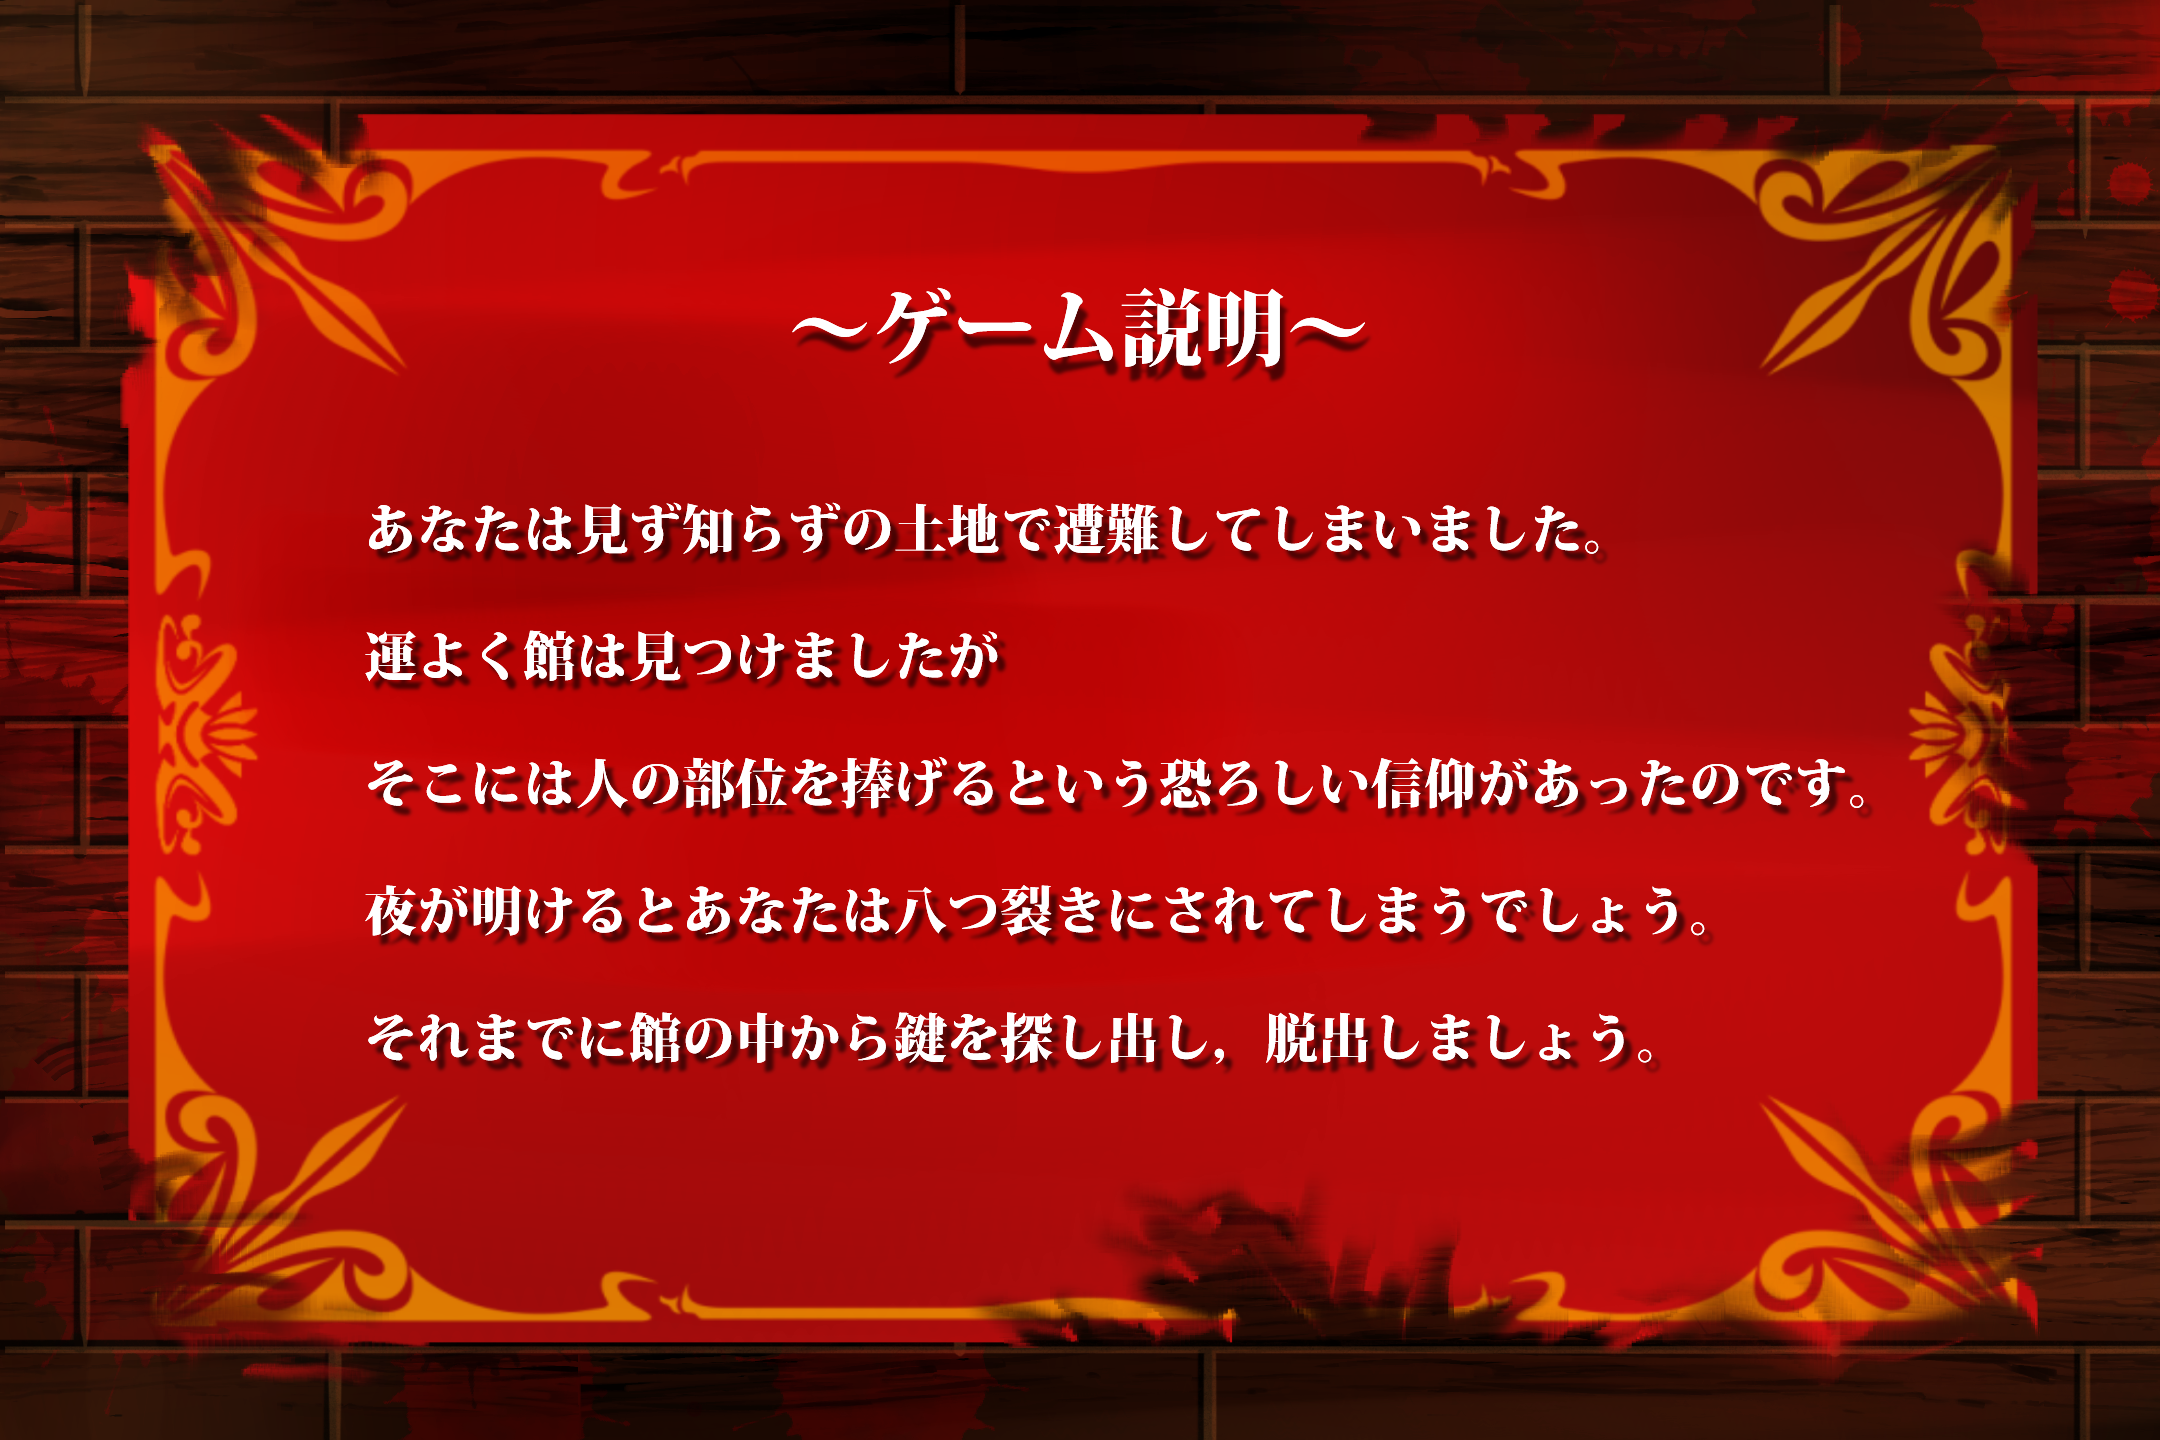 ～ゲーム説明～
あなたは見ず知らずの土地で遭難してしまいました。
運よく館は見つけましたが
そこには人の部位を捧げるという恐ろしい信仰があったのです。
夜が明けるとあなたは八つ裂きにされてしまうでしょう。
それまでに館の中から鍵を探し出し，脱出しましょう。